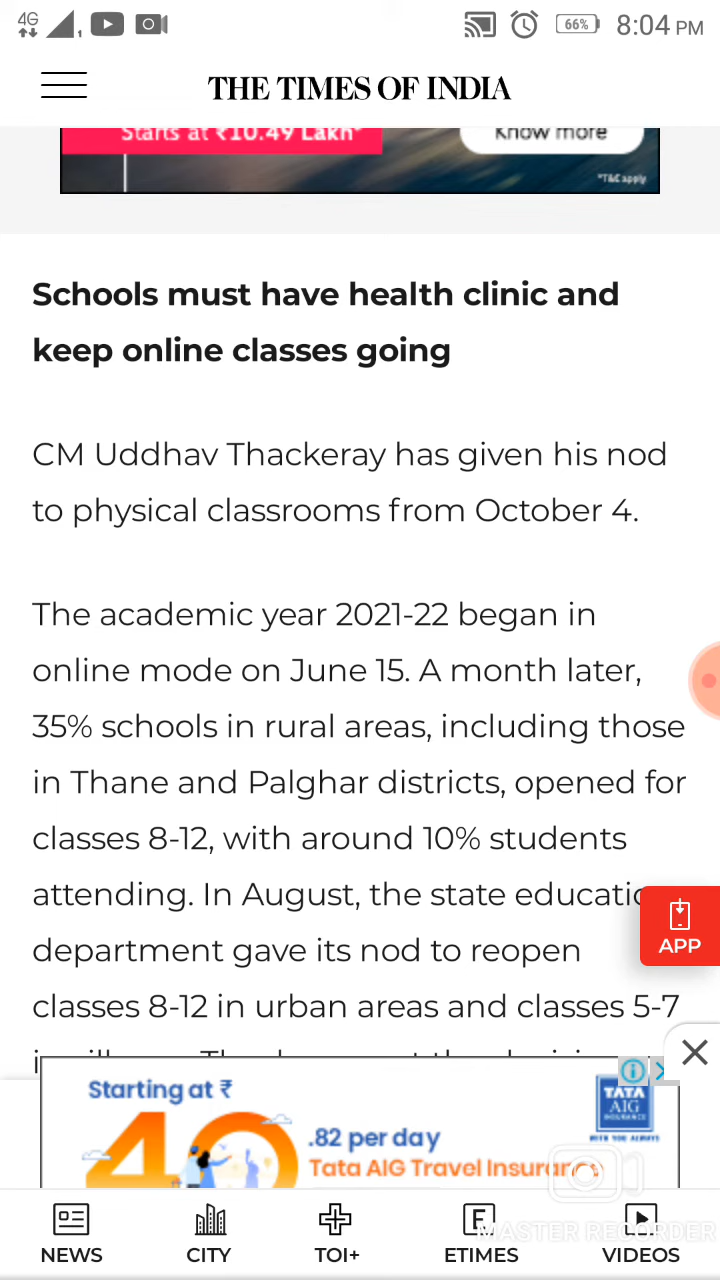 4G 66% 8:04 PM
THE TIMES OF INDIA
Starts at ₹10.49 Lakh*
Know more
*T&C apply
Schools must have health clinic and
keep online classes going
CM Uddhav Thackeray has given his nod
to physical classrooms from October 4.
The academic year 2021-22 began in
online mode on June 15. A month later,
35% schools in rural areas, including those
in Thane and Palghar districts, opened for
classes 8-12, with around 10% students
attending. In August, the state educatio
APP
department gave its nod to reopen
classes 8-12 in urban areas and classes 5-7
Starting at ₹
40
.82 per day
Tata AIG Travel Insurance
TATA
AIG
INSURANCE
WITH YOU ALWAYS
MASTER RECORDER
NEWS CITY TOI+ ETIMES VIDEOS